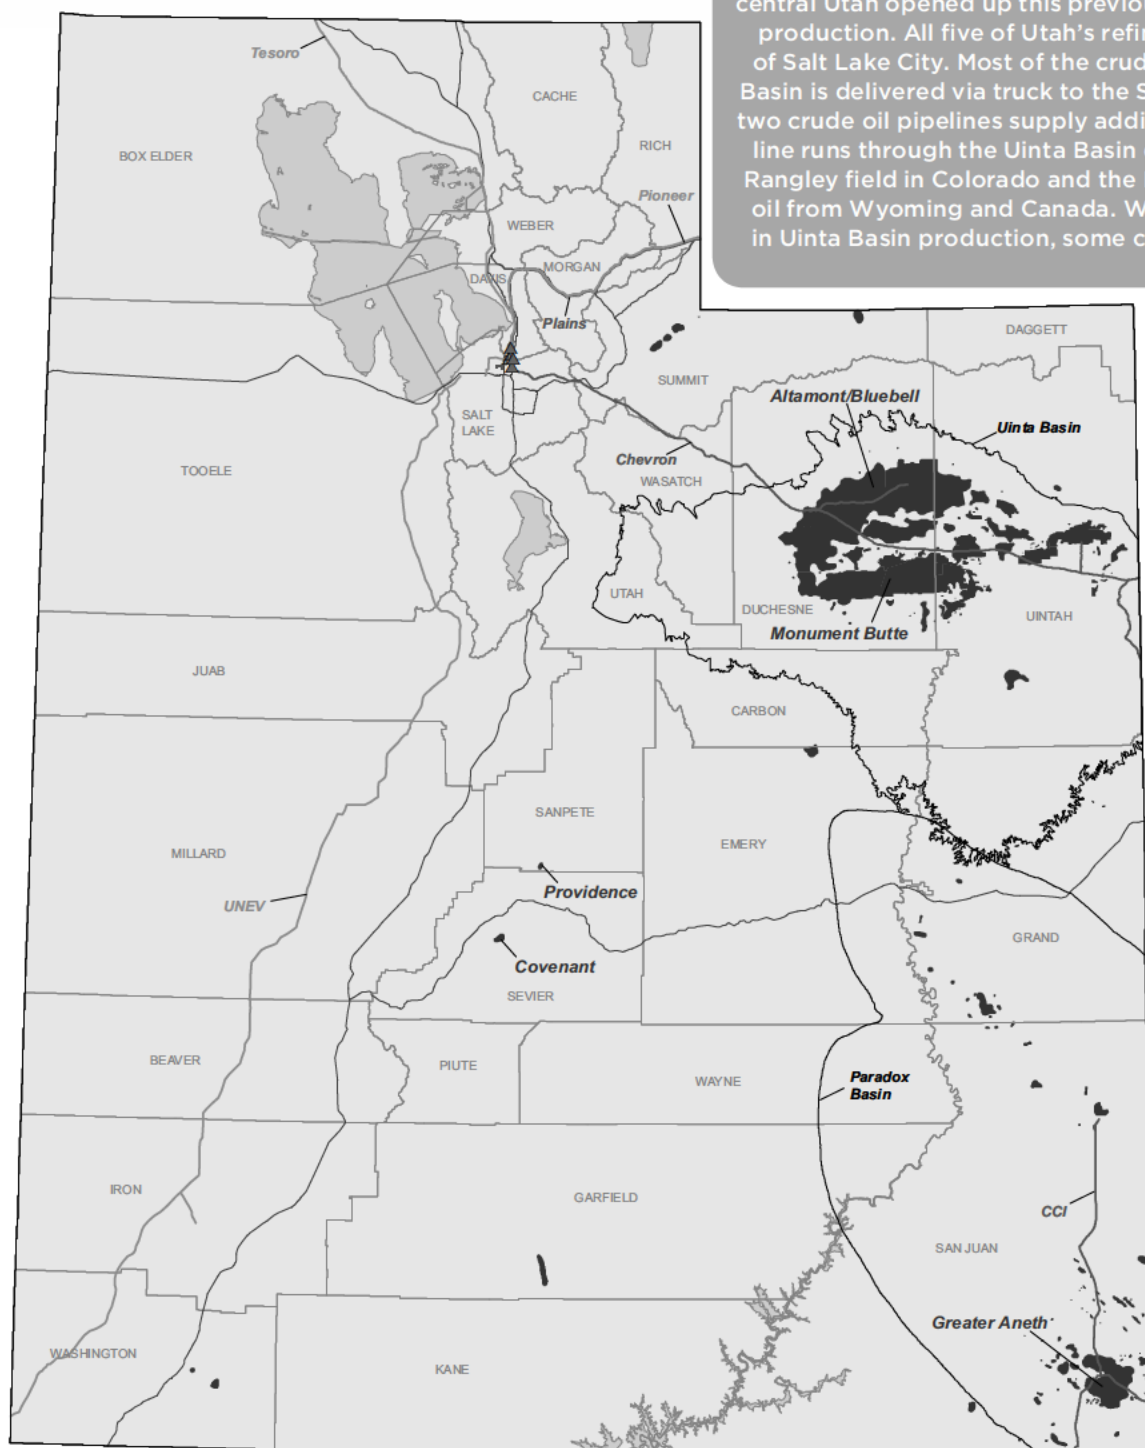 central Utah opened up this previo
production. All five of Utah's refi
of Salt Lake City. Most of the crud
Basin is delivered via truck to the S
two crude oil pipelines supply addi
line runs through the Uinta Basin
Rangley field in Colorado and the
oil from Wyoming and Canada. W
in Uinta Basin production, some c
Tesoro
CACHE
BOX ELDER
RICH
Pioneer
WEBER
MORGAN
DAVIS
Plains
DAGGETT
SUMMIT
Altamont/Bluebell
SALT
LAKE
Uinta Basin
Chevron
TOOELE
WASATCH
UTAH
DUCHESNE
UINTAH
Monument Butte
JUAB
CARBON
SANPETE
EMERY
MILLARD
Providence
UNEV
GRAND
Covenant
SEVIER
BEAVER
PIUTE
WAYNE
Paradox
Basin
IRON
GARFIELD
CCI
SAN JUAN
Greater Aneth
WASHINGTON
KANE